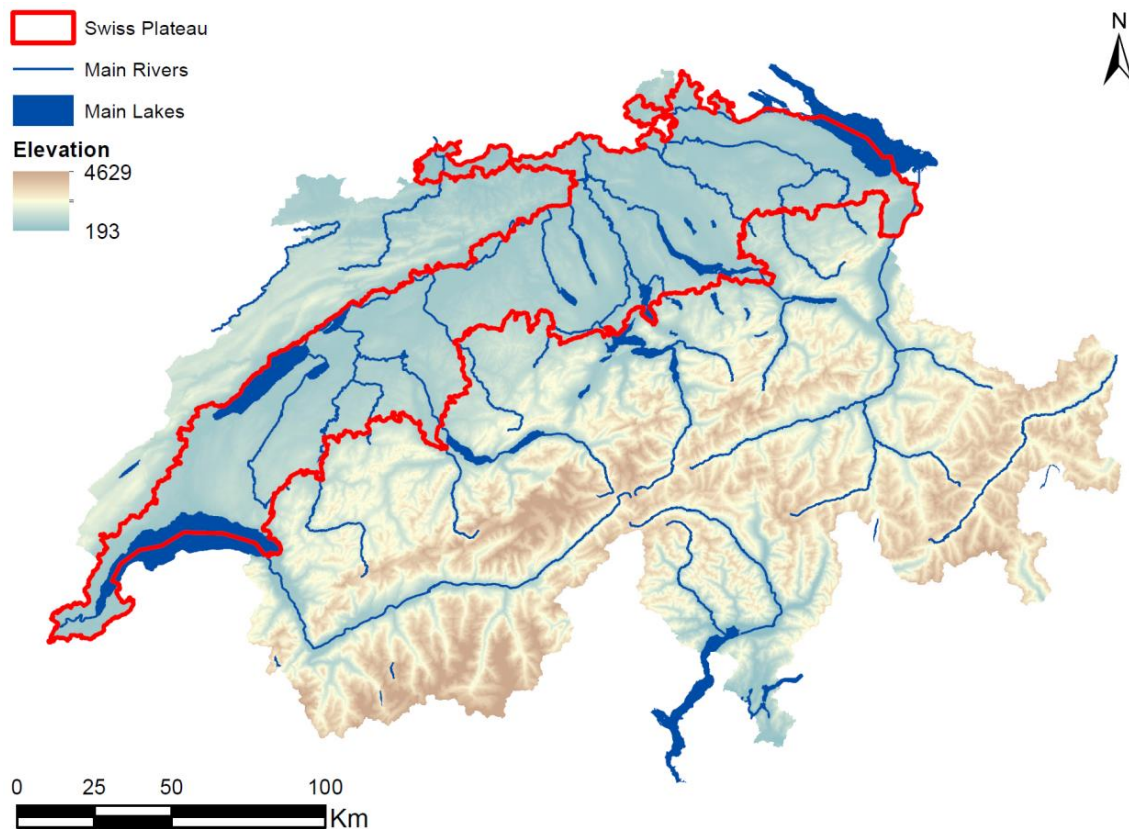 Swiss Plateau
Main Rivers
Main Lakes
Elevation
4629
193
N
0 25 50 100
Km